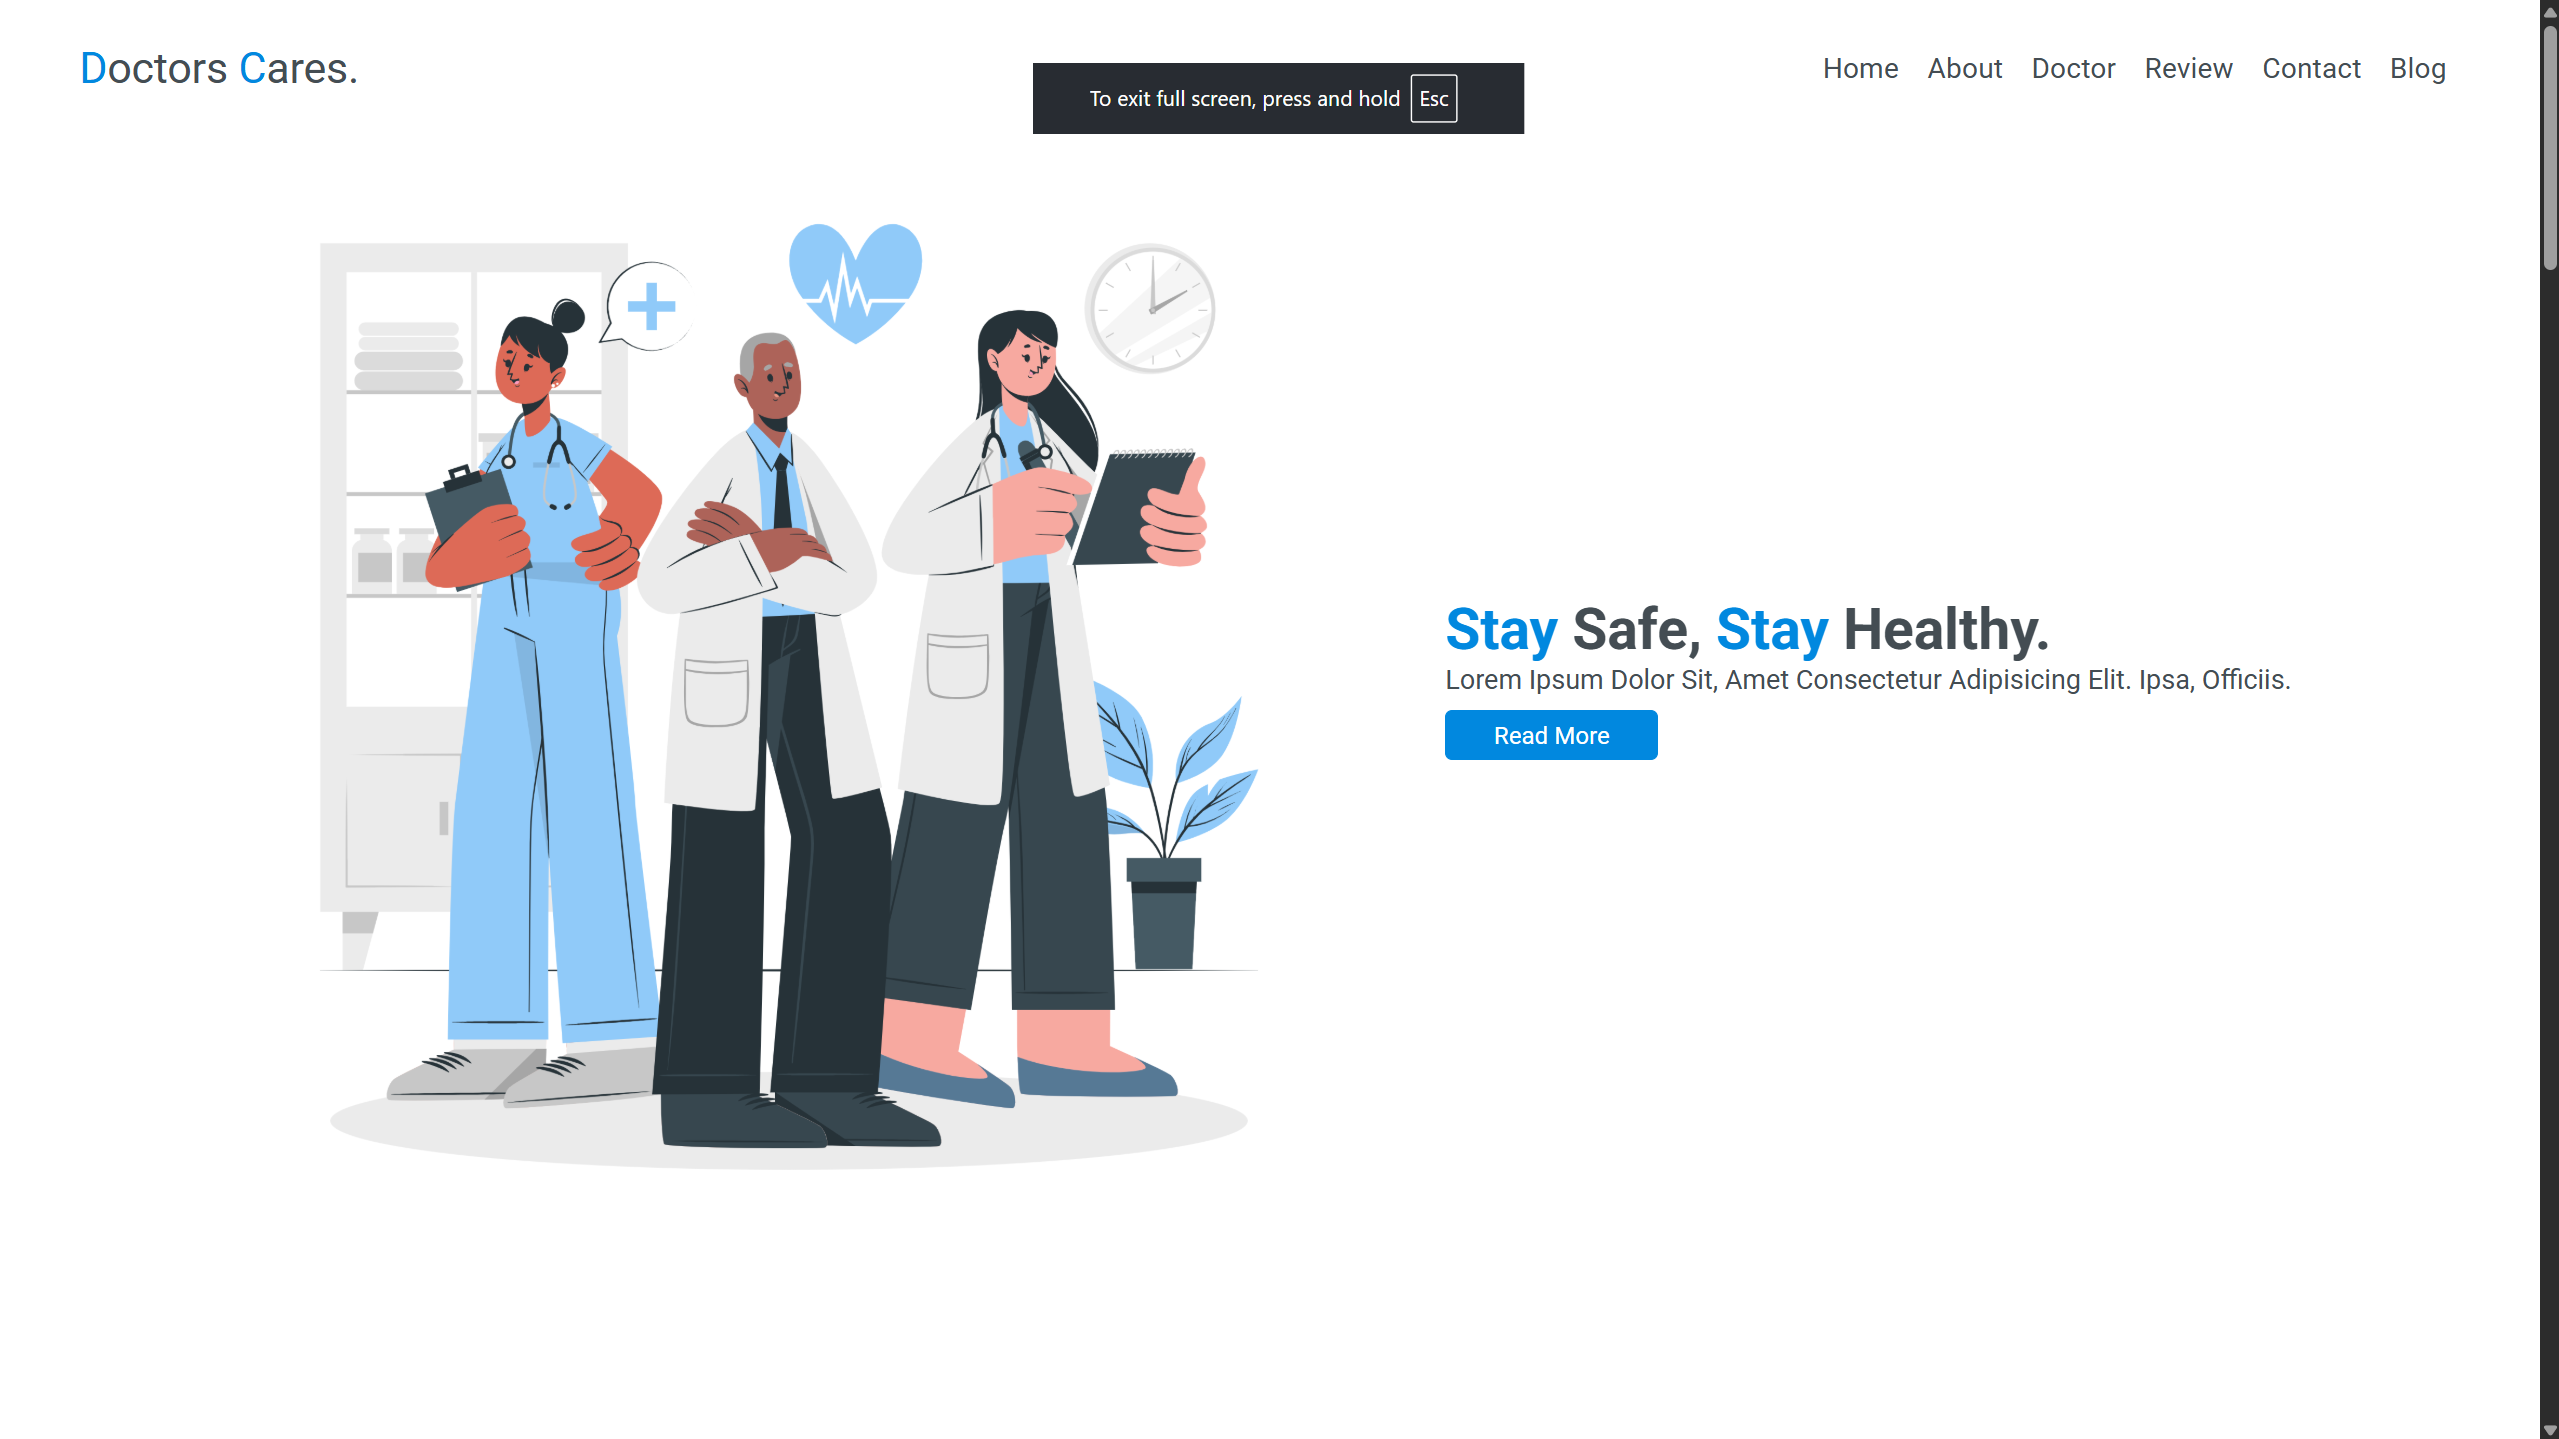 Doctors Cares.
To exit full screen, press and hold Esc
Home About Doctor Review Contact Blog
Stay Safe, Stay Healthy.
Lorem Ipsum Dolor Sit, Amet Consectetur Adipisicing Elit. Ipsa, Officiis.
Read More